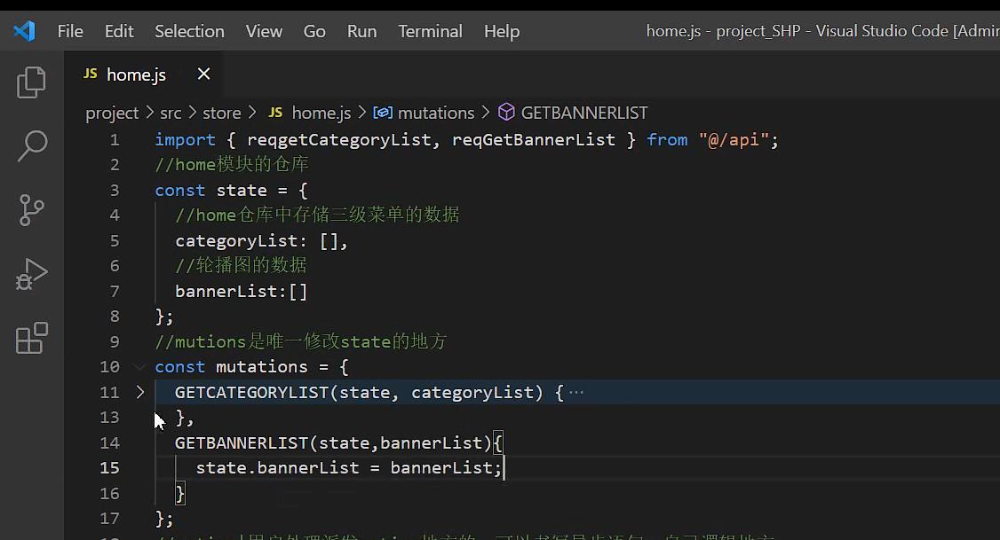 File Edit Selection View Go Run Terminal Help home.js - project_SHP - Visual Studio Code [Admin
JS home.js ×
project > src > store > JS home.js > mutations > GETBANNERLIST
1 import { reqgetCategoryList, reqGetBannerList } from "@/api";
2 //home模块的仓库
3 const state = {
4 //home仓库中存储三级菜单的数据
5 categoryList: [],
6 //轮播图的数据
7 bannerList:[]
8 };
9 //mutions是唯一修改state的地方
10 const mutations = {
11 GETCATEGORYLIST(state, categoryList) {···
13 },
14 GETBANNERLIST(state,bannerList){
15 state.bannerList = bannerList;
16 }
17 };